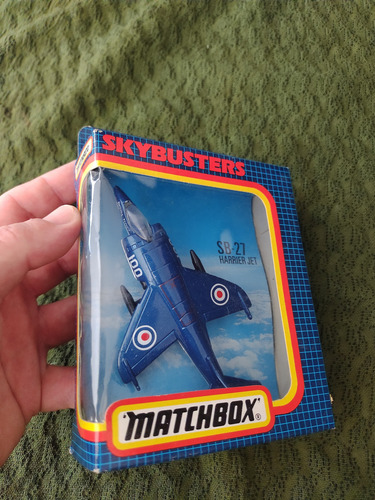 SKYBUSTERS
SB-27
HARRIER JET
100
MATCHBOX®